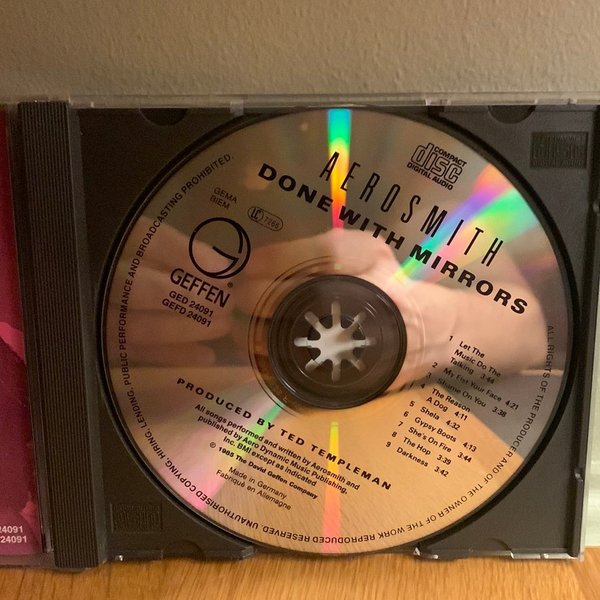 AEROSMITH
DONE WITH MIRRORS
COMPACT
disc
DIGITAL AUDIO
GEMA
BIEM
LC 7266
G
GEFFEN
GED 24091
GEFD 24091
1 Let The
Music Do The
Talking 3:44
2 My Fist Your Face 4:21
3 Shame On You 3:38
4 The Reason
A Dog 4:11
5 Shela 4:32
6 Gypsy Boots 4:13
7 She's On Fire
8 The Hop 3:39
9 Darkness 3:42
PRODUCED BY TED TEMPLEMAN
All songs performed and written by Aerosmith and
published by Aero Dynamic Music Publishing,
Inc. BMI except as indicated
© 1985 The David Geffen Company
Made in Germany
Fabriqué en Allemagne
ALL RIGHTS OF THE PRODUCER AND OF THE OWNER OF THE WORK REPRODUCED RESERVED. UNAUTHORISED COPYING, HIRING, LENDING, PUBLIC PERFORMANCE AND BROADCASTING PROHIBITED.
24091
24091